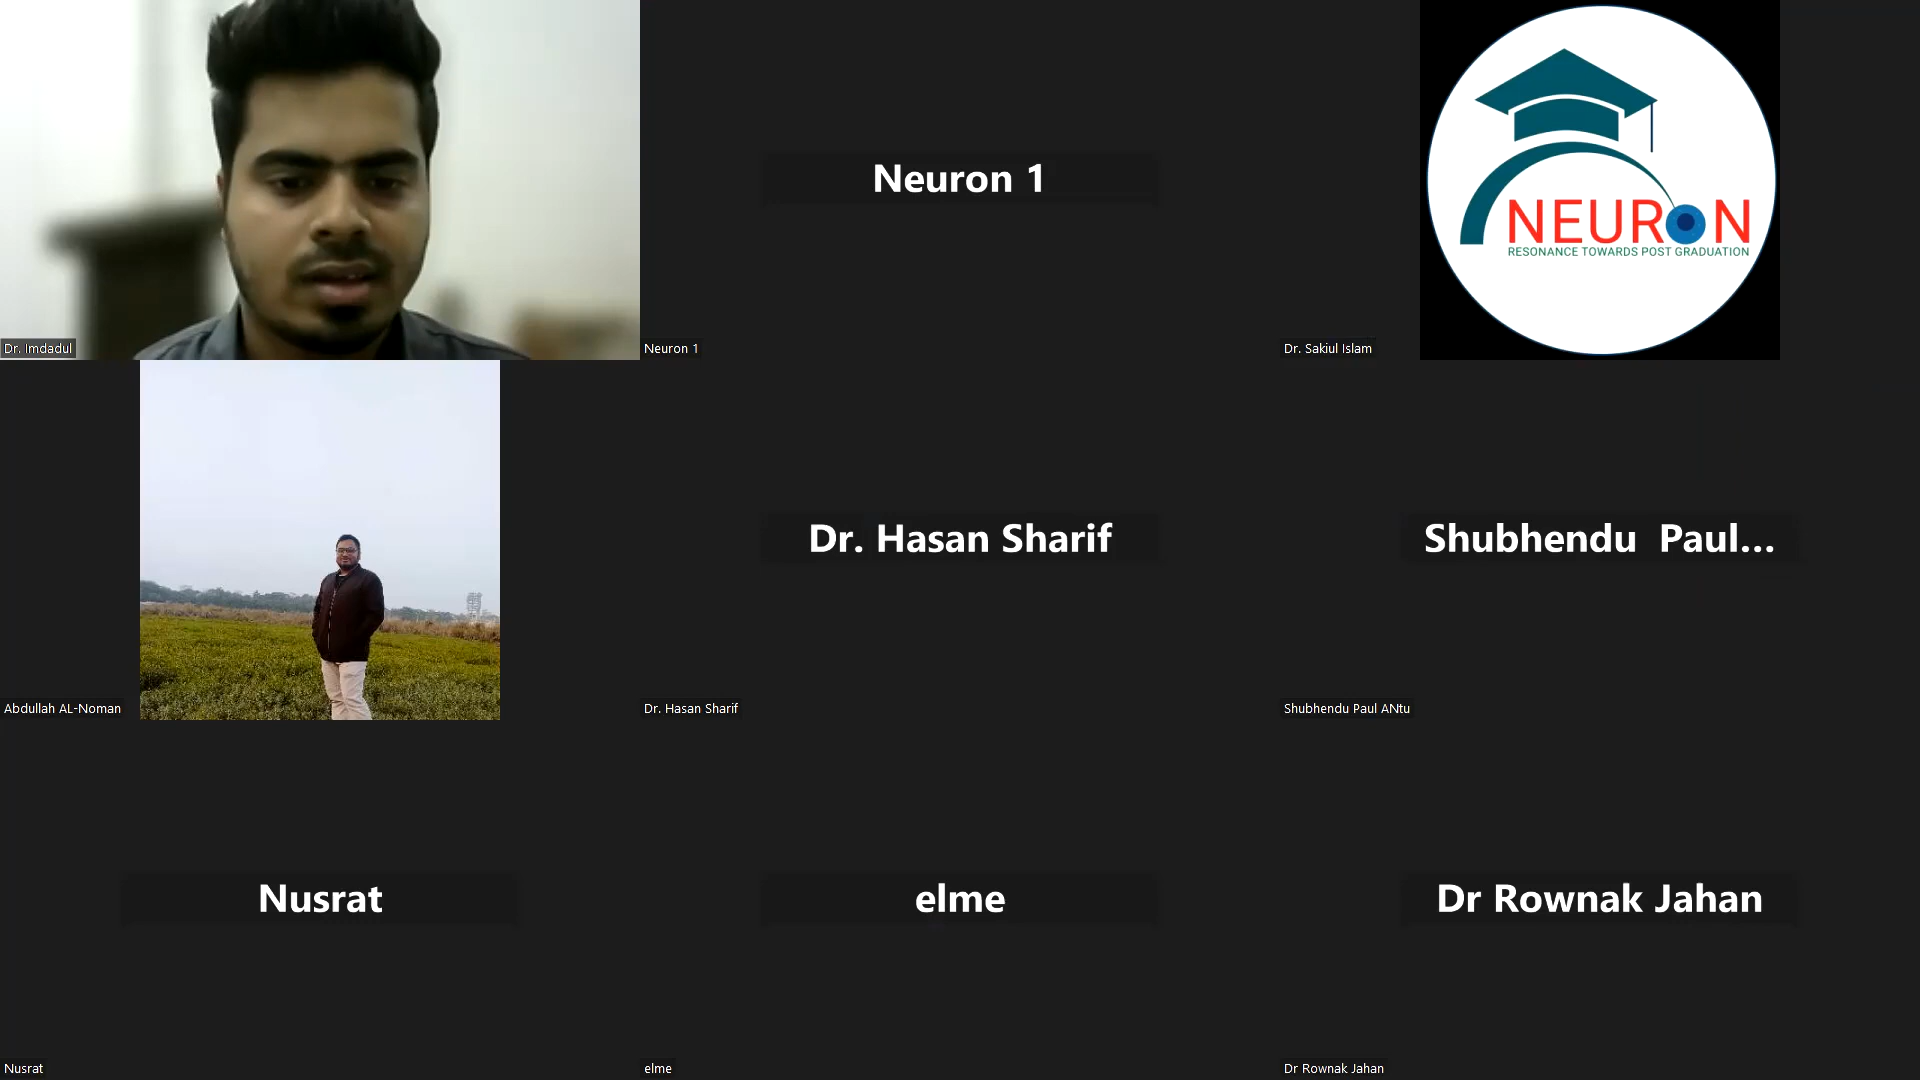 Dr. Imdadul
Neuron 1
Neuron 1
Dr. Sakiul Islam
NEURON
RESONANCE TOWARDS POST GRADUATION
Abdullah AL-Noman
Dr. Hasan Sharif
Dr. Hasan Sharif
Shubhendu  Paul...
Shubhendu Paul ANtu
Nusrat
Nusrat
elme
elme
Dr Rownak Jahan
Dr Rownak Jahan